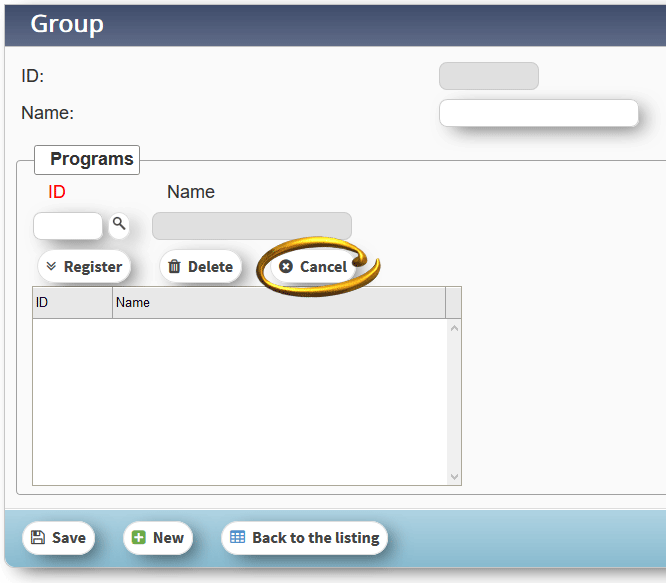 Group
ID:
Name:
Programs
ID Name
Register Delete Cancel
ID Name
Save New Back to the listing